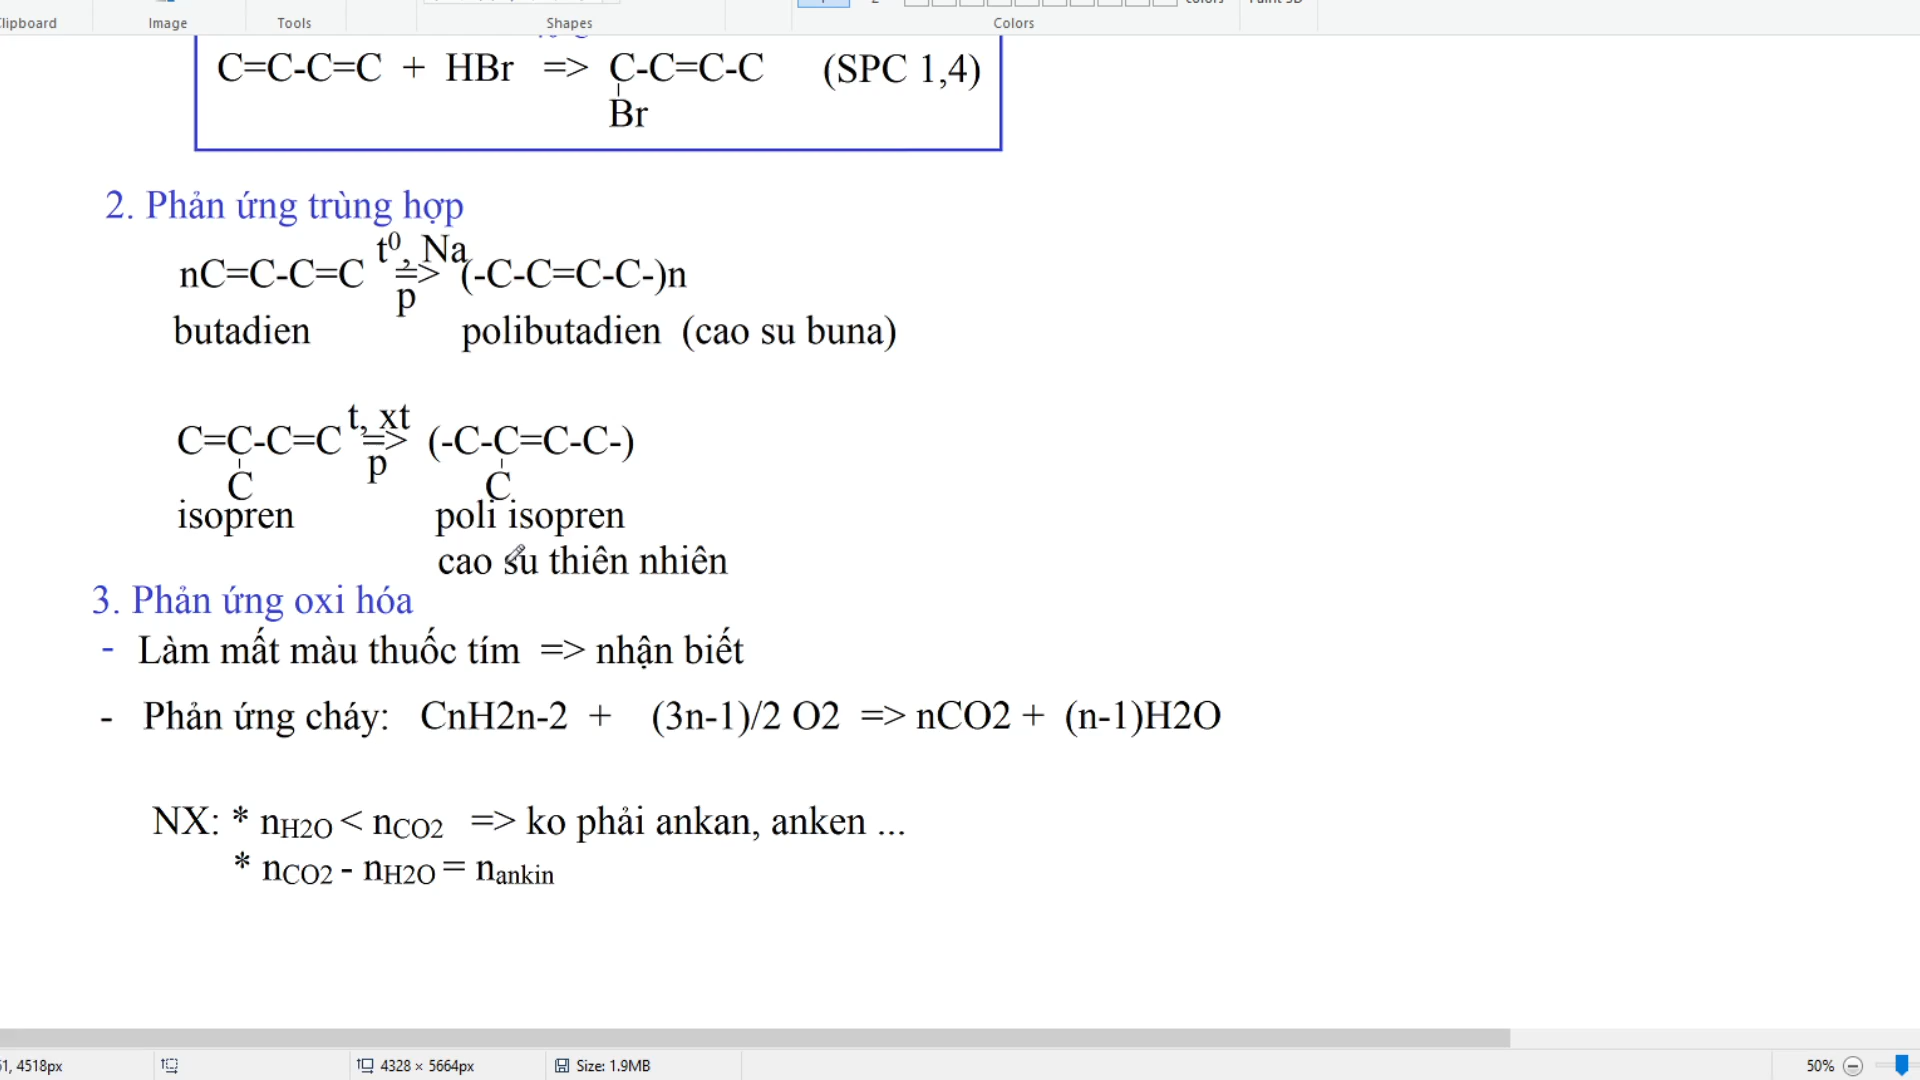 Image Tools Shapes Colors
C=C-C=C + HBr => C-C=C-C (SPC 1,4)
Br
2. Phản ứng trùng hợp
t⁰, Na
nC=C-C=C => (-C-C=C-C-)n
p
butadien polibutadien (cao su buna)
t, xt
C=C-C=C => (-C-C=C-C-)
p
C C
isopren poli isopren
cao su thiên nhiên
3. Phản ứng oxi hóa
- Làm mất màu thuốc tím => nhận biết
- Phản ứng cháy: CnH2n-2 + (3n-1)/2 O2 => nCO2 + (n-1)H2O
NX: * nH2O < nCO2 => ko phải ankan, anken ...
* nCO2 - nH2O = nankin
4518px 4328 × 5664px Size: 1.9MB 50%